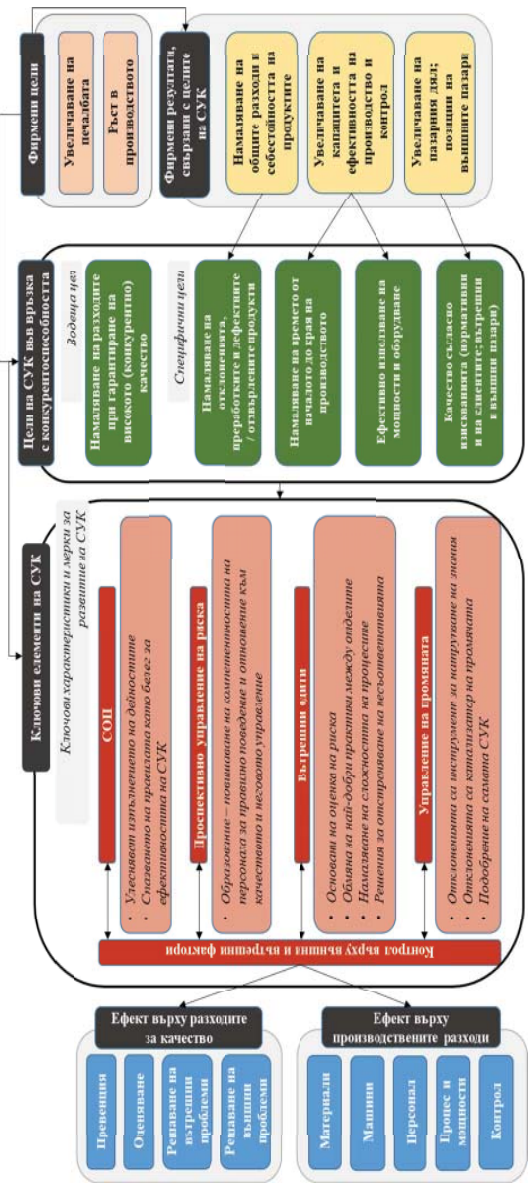 Ефект върху разходите
за качество
Превенция
Оценяване
Решаване на
вътрешни
проблеми
Решаване на
външни
проблеми
Ефект върху
производствените разходи
Материали
Машини
Персонал
Процес и
мощности
Контрол
Ключови елементи на СУК
Ключови характеристики и мерки за
развитие на СУК
Контрол върху външни и вътрешни фактори
СОП
· Улесняват изпълнението на дейностите
· Спазването на правилата като белег за
ефективността на СУК
Проспективно управление на риска
· Образование – повишаване на компетентността на
персонала за правилно поведение и отношение към
качеството и неговото управление
Вътрешни одити
· Основани на оценка на риска
· Обмяна на най-добри практики между отделите
· Намаляване на сложността на процесите
· Решения за отстраняване на несъответствията
Управление на промяната
· Отклоненията са инструмент за натрупване на знания
· Отклоненията са катализатор на промяната
· Подобрение на самата СУК
Цели на СУК във връзка
с конкурентоспособността
Водеща цел
Намаляване на разходите
при гарантиране на
високото (конкурентно)
качество
Специфични цели
Намаляване на
отклоненията,
преработките и дефектните
/ отхвърлените продукти
Намаляване на времето от
началото до края на
производството
Ефективно използване на
мощности и оборудване
Качество съгласно
изискванията (нормативни
и на клиентите; вътрешни
и външни пазари)
Фирмени цели
Увеличаване на
печалбата
Ръст в
производството
Фирмени резултати,
свързани с целите
на СУК
Намаляване на
общите разходи и
себестойността на
продуктите
Увеличаване на
капацитета и
ефективността на
производство и
контрол
Увеличаване на
пазарния дял;
позиции на
външните пазари